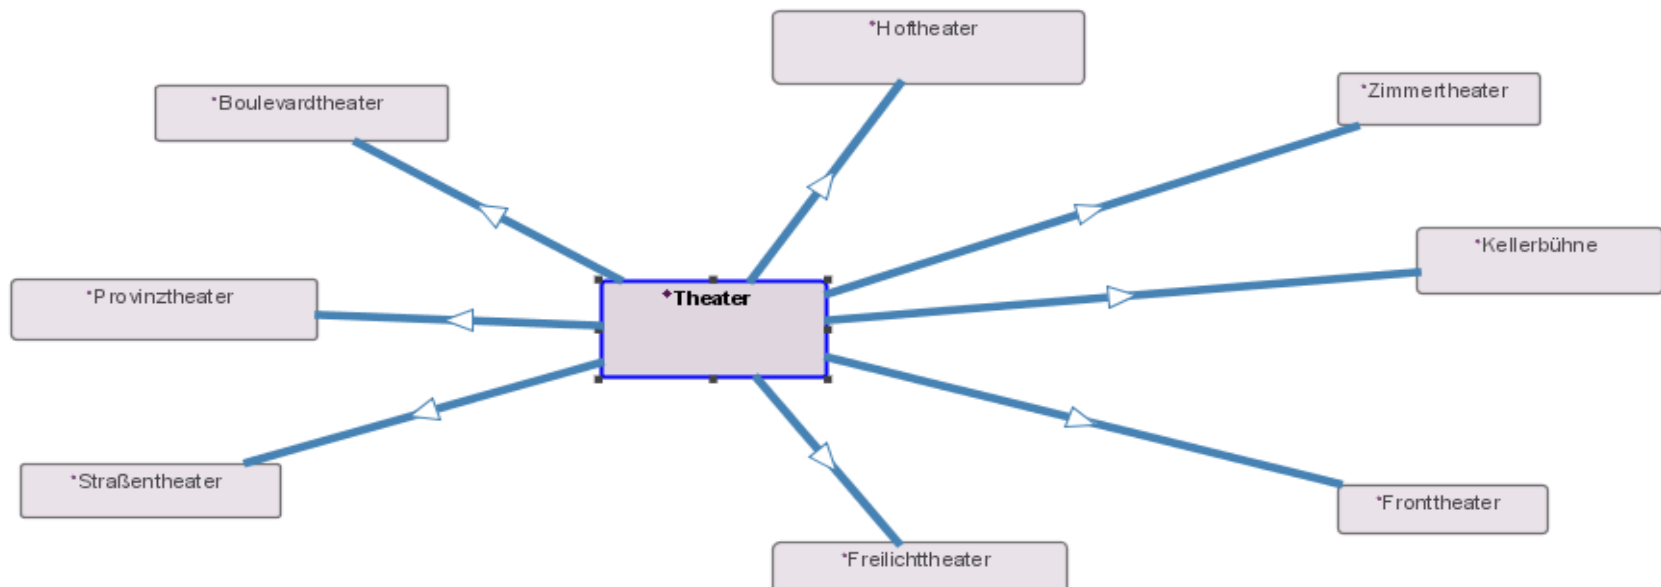 *Hoftheater
*Boulevardtheater
*Zimmertheater
*Kellerbühne
*Provinztheater
◆Theater
*Straßentheater
*Fronttheater
*Freilichttheater